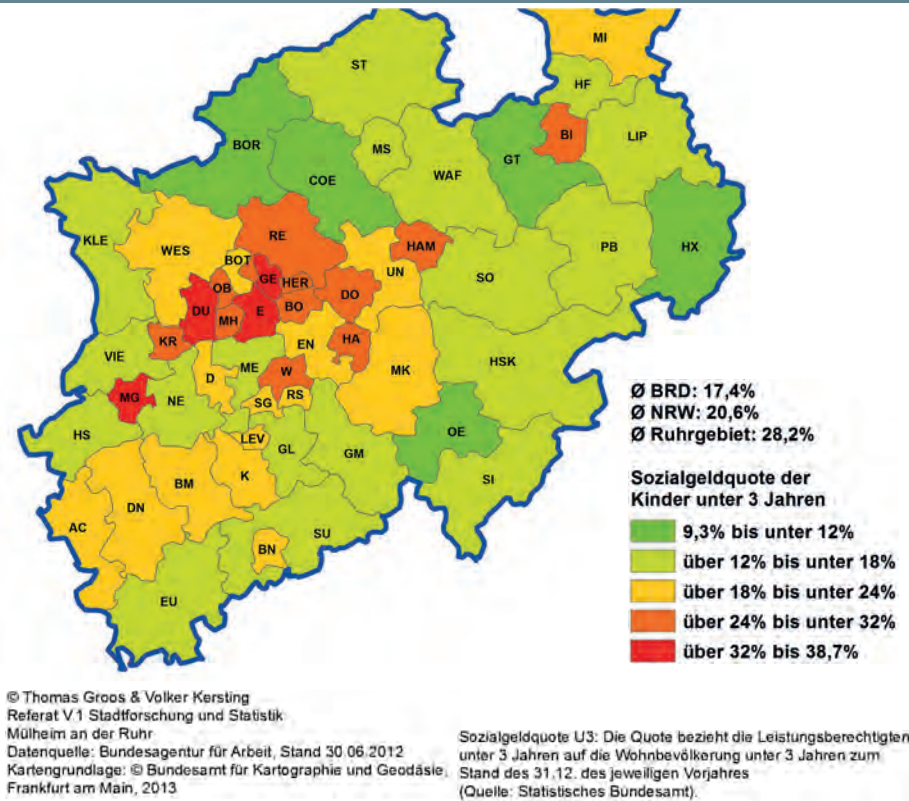 MI
ST
HF
BOR
BI
LIP
MS
GT
COE
WAF
RE
KLE
HAM
PB
HX
WES
BOT
UN
GE
SO
HER
OB
DO
DU
E
BO
MH
KR
EN
HA
HSK
VIE
ME
W
D
MK
RS
MG
NE
SG
OE
HS
LEV
GL
GM
K
BM
SI
DN
AC
SU
BN
EU
Ø BRD: 17,4%
Ø NRW: 20,6%
Ø Ruhrgebiet: 28,2%
Sozialgeldquote der
Kinder unter 3 Jahren
9,3% bis unter 12%
über 12% bis unter 18%
über 18% bis unter 24%
über 24% bis unter 32%
über 32% bis 38,7%
© Thomas Groos & Volker Kersting
Referat V.1 Stadtforschung und Statistik
Mülheim an der Ruhr
Datenquelle: Bundesagentur für Arbeit, Stand 30.06.2012
Kartengrundlage: © Bundesamt für Kartographie und Geodäsie,
Frankfurt am Main, 2013
Sozialgeldquote U3: Die Quote bezieht die Leistungsberechtigten
unter 3 Jahren auf die Wohnbevölkerung unter 3 Jahren zum
Stand des 31.12. des jeweiligen Vorjahres
(Quelle: Statistisches Bundesamt).